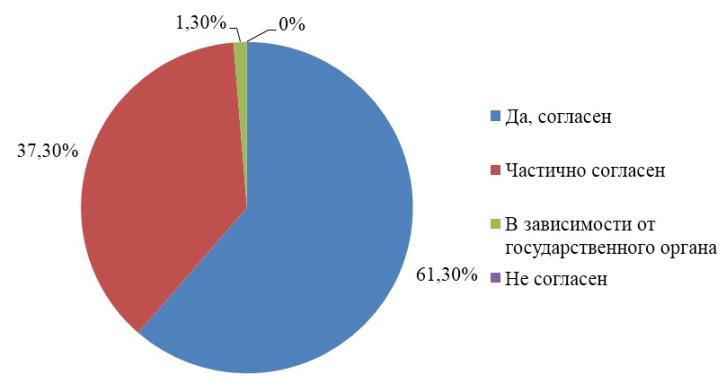 1,30%
0%
37,30%
61,30%
Да, согласен
Частично согласен
В зависимости от
государственного органа
Не согласен